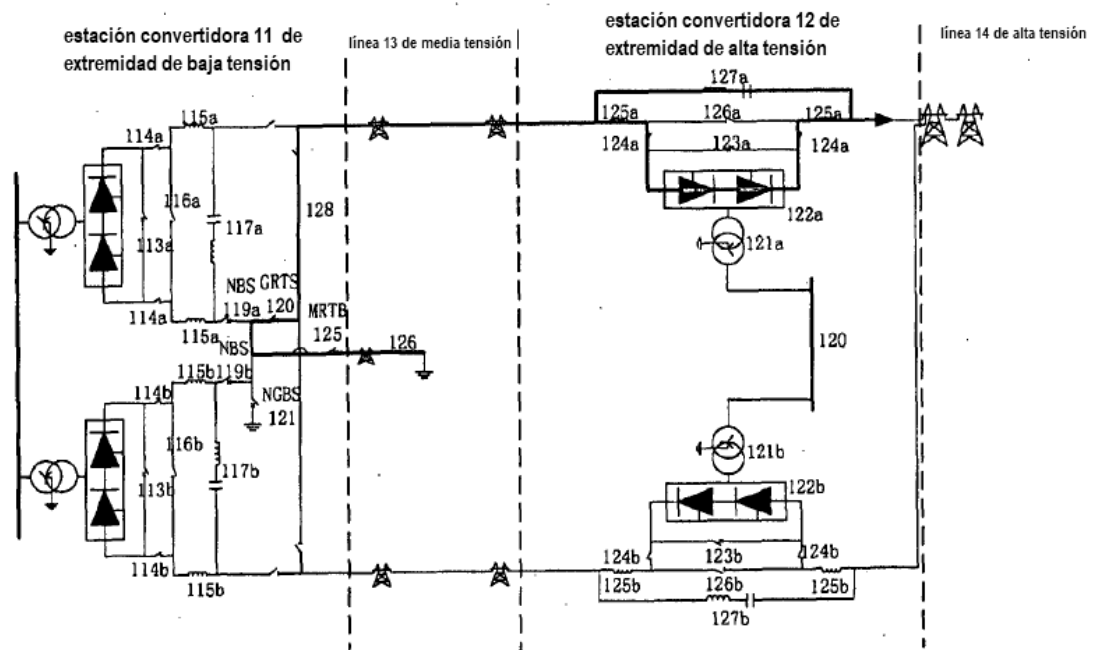 estación convertidora 11 de
extremidad de baja tensión
línea 13 de media tensión
estación convertidora 12 de
extremidad de alta tensión
línea 14 de alta tensión
127a
115a
125a
126a
125a
114a
124a
123a
124a
116a
122a
117a
128
113a
121a
NBS
GRTS
119a
120
MRTB
114a
115a
125
126
120
NBS
115b
119b
114b
NGBS
121
116b
121b
117b
113b
122b
114b
124b
123b
124b
115b
125b
126b
125b
127b